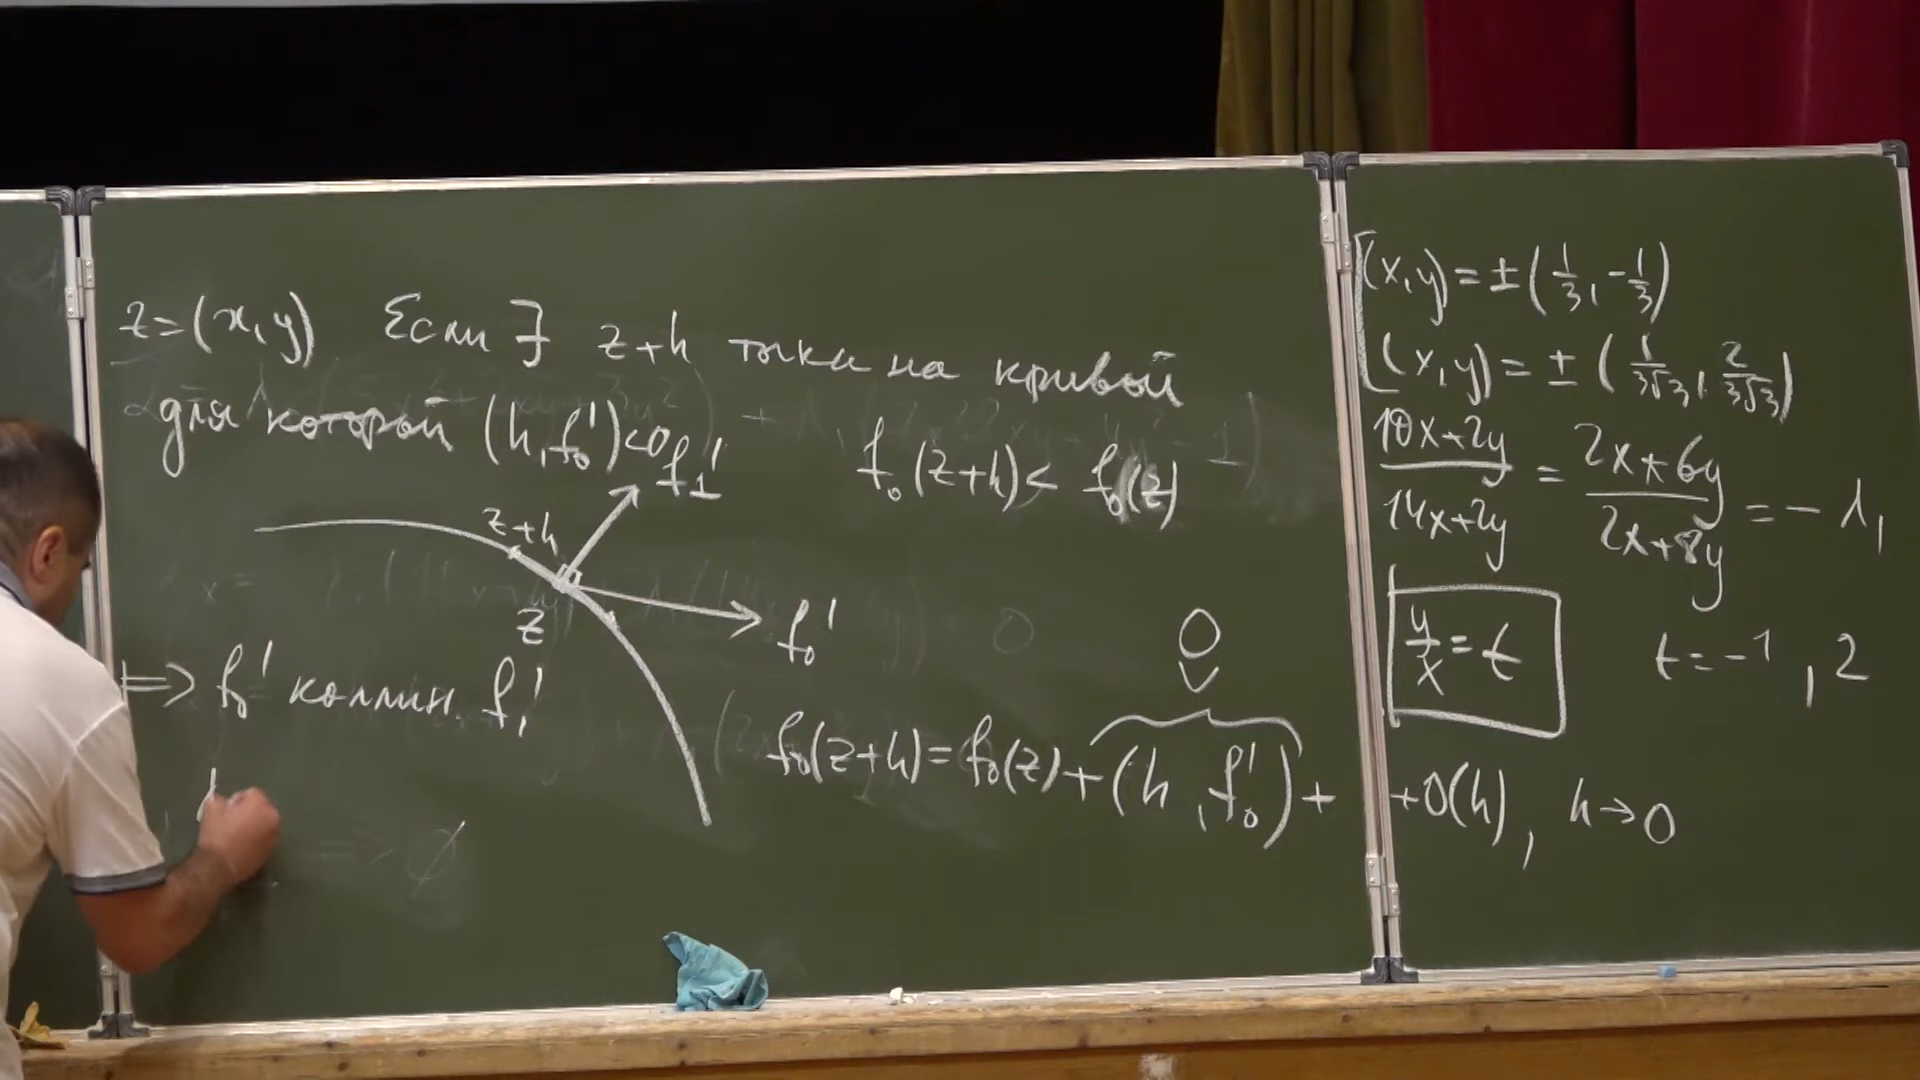 z=(x,y) Если ∃ z+h точка на кривой
для которой (h,f₀')<0 f₀(z+h)< f₀(z)
f₁'
z+h
z
f₀'
=> f₀' коллин. f₁'
0
f₀(z+h)=f₀(z)+(h,f₀')+
=> ∅
(x,y)=±(1/3,-1/3)
(x,y)=±(1/3√3,2/3√3)
(10x+2y)/(14x+2y) = (2x+6y)/(2x+8y) = -λ₁
y/x=t t=-1, 2
+o(h), h→0